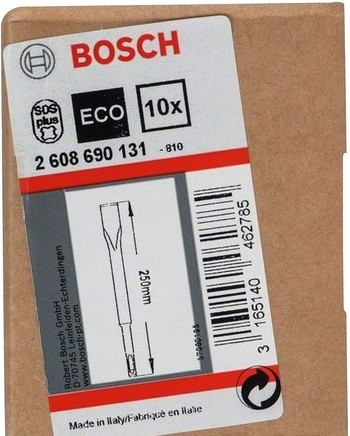 BOSCH
SDS
plus
ECO
10x
2 608 690 131 - 810
250mm
Robert Bosch GmbH
D-70745 Leinfelden-Echterdingen
www.bosch-pt.com
3 165140 462785
Made in Italy/Fabriqué en Italie